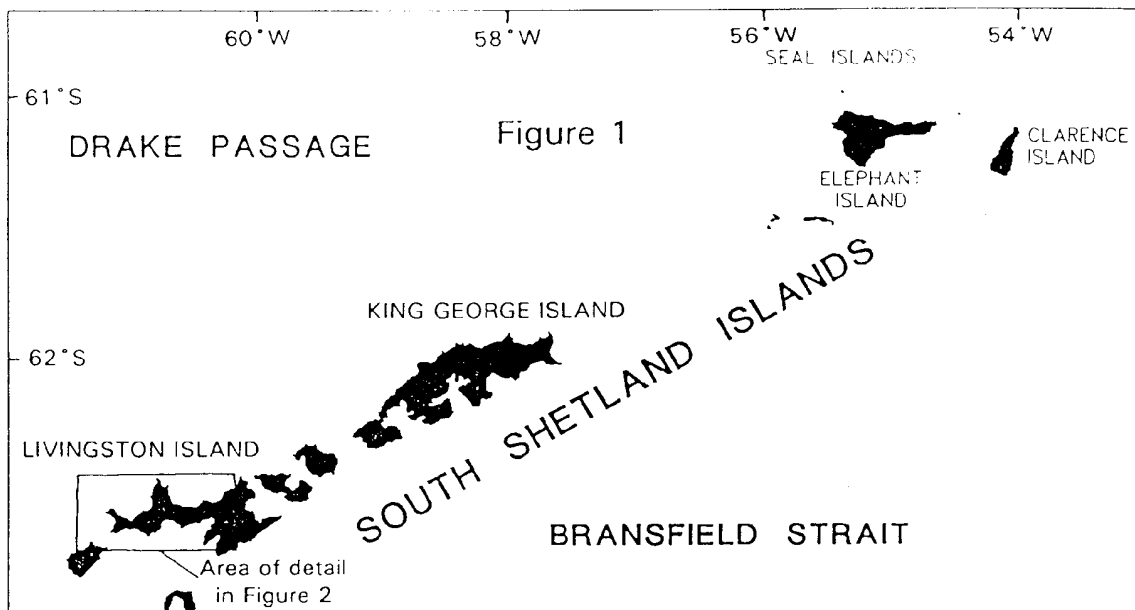 60°W 58°W 56°W 54°W
SEAL ISLANDS
61°S
DRAKE PASSAGE
Figure 1
CLARENCE
ISLAND
ELEPHANT
ISLAND
KING GEORGE ISLAND
62°S
SOUTH SHETLAND ISLANDS
LIVINGSTON ISLAND
BRANSFIELD STRAIT
Area of detail
in Figure 2